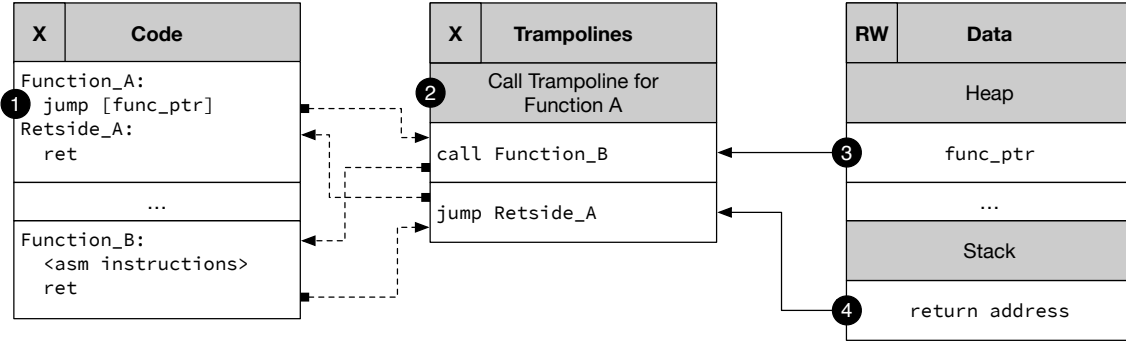 X Code
Function_A:
1 jump [func_ptr]
Retside_A:
ret
...
Function_B:
<asm instructions>
ret
X Trampolines
2 Call Trampoline for
Function A
call Function_B
jump Retside_A
RW Data
Heap
3 func_ptr
...
Stack
4 return address